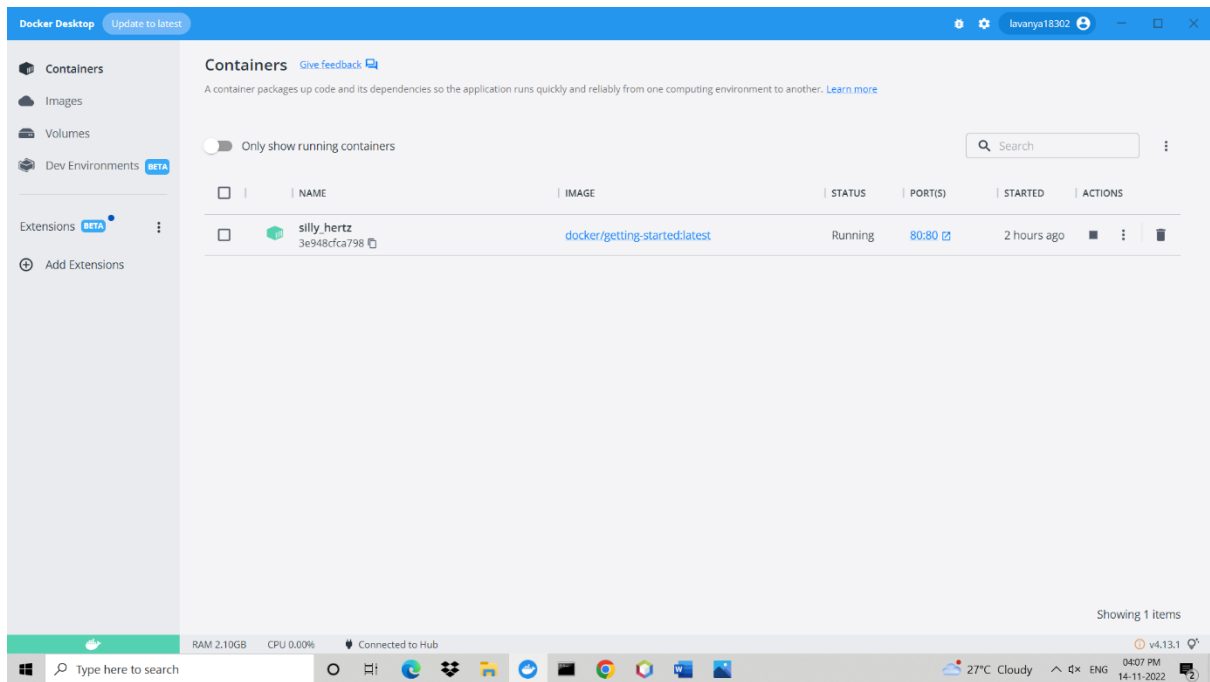 Docker Desktop Update to latest lavanya18302
Containers
Images
Volumes
Dev Environments BETA
Extensions BETA
Add Extensions
Containers Give feedback
A container packages up code and its dependencies so the application runs quickly and reliably from one computing environment to another. Learn more
Only show running containers Search
NAME IMAGE STATUS PORT(S) STARTED ACTIONS
silly_hertz docker/getting-started:latest Running 80:80 2 hours ago
3e948cfca798
Showing 1 items
RAM 2.10GB CPU 0.00% Connected to Hub v4.13.1
Type here to search W 27°C Cloudy ENG 04:07 PM
14-11-2022 2